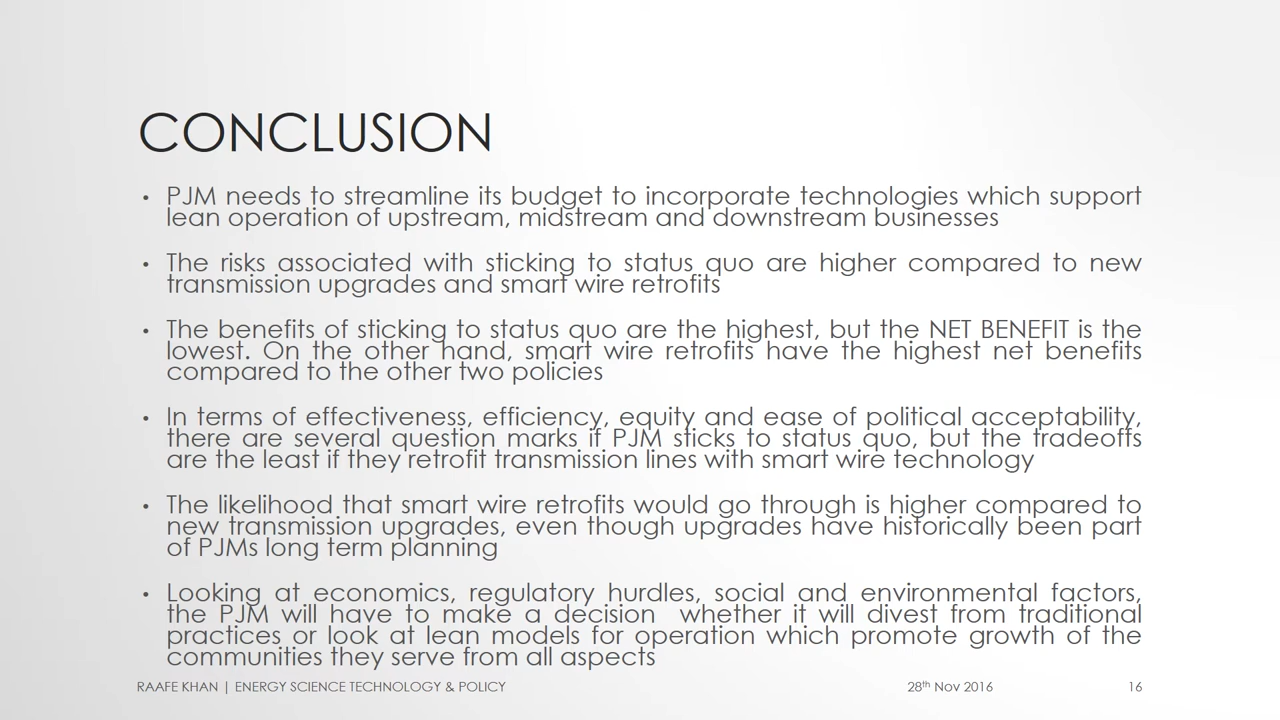 CONCLUSION
• PJM needs to streamline its budget to incorporate technologies which support
lean operation of upstream, midstream and downstream businesses
• The risks associated with sticking to status quo are higher compared to new
transmission upgrades and smart wire retrofits
• The benefits of sticking to status quo are the highest, but the NET BENEFIT is the
lowest. On the other hand, smart wire retrofits have the highest net benefits
compared to the other two policies
• In terms of effectiveness, efficiency, equity and ease of political acceptability,
there are several question marks if PJM sticks to status quo, but the tradeoffs
are the least if they retrofit transmission lines with smart wire technology
• The likelihood that smart wire retrofits would go through is higher compared to
new transmission upgrades, even though upgrades have historically been part
of PJMs long term planning
• Looking at economics, regulatory hurdles, social and environmental factors,
the PJM will have to make a decision whether it will divest from traditional
practices or look at lean models for operation which promote growth of the
communities they serve from all aspects
RAAFE KHAN | ENERGY SCIENCE TECHNOLOGY & POLICY 28th Nov 2016 16